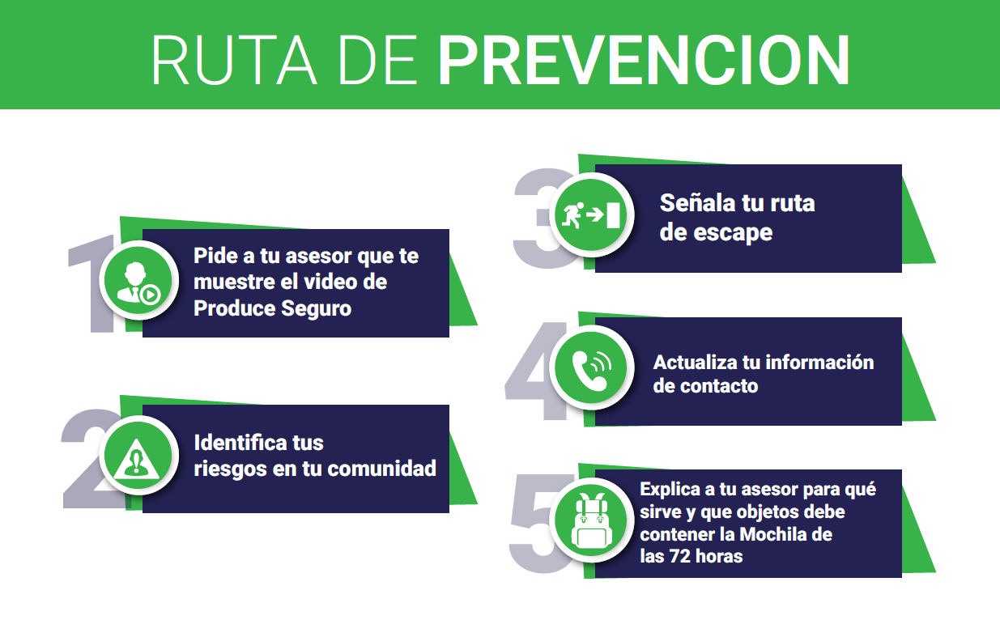 RUTA DE PREVENCION
1
Pide a tu asesor que te
muestre el video de
Produce Seguro
2
Identifica tus
riesgos en tu comunidad
3
Señala tu ruta
de escape
4
Actualiza tu información
de contacto
5
Explica a tu asesor para qué
sirve y que objetos debe
contener la Mochila de
las 72 horas